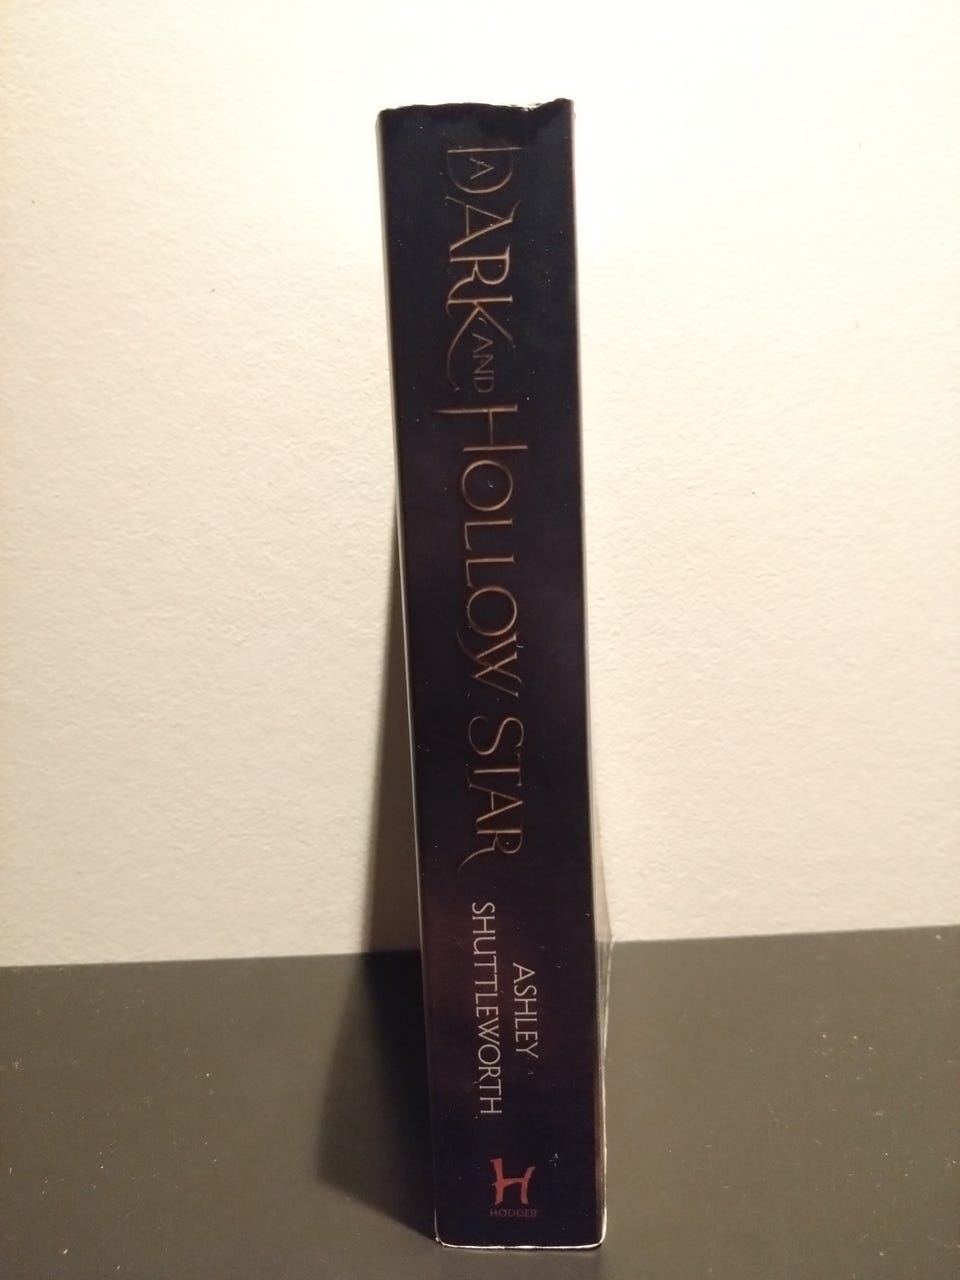 A DARK AND HOLLOW STAR
ASHLEY
SHUTTLEWORTH
H
HODDER